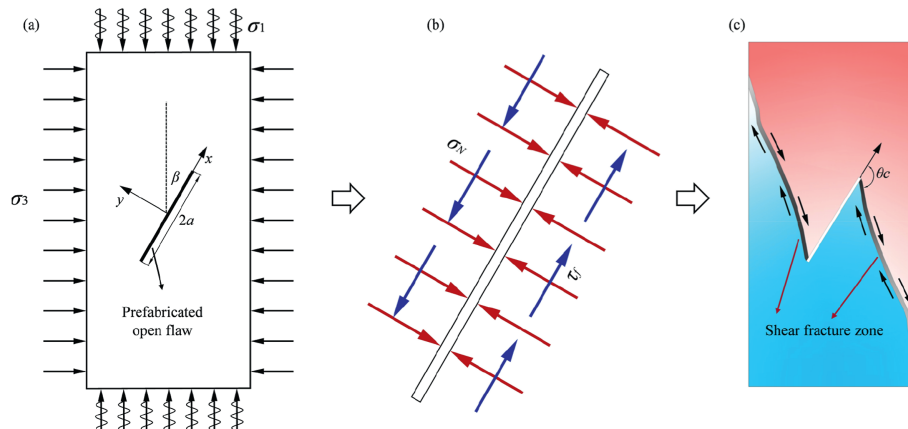 (a)
σ1
σ3
β
x
y
2a
Prefabricated
open flaw
(b)
σN
τf
(c)
θc
Shear fracture zone